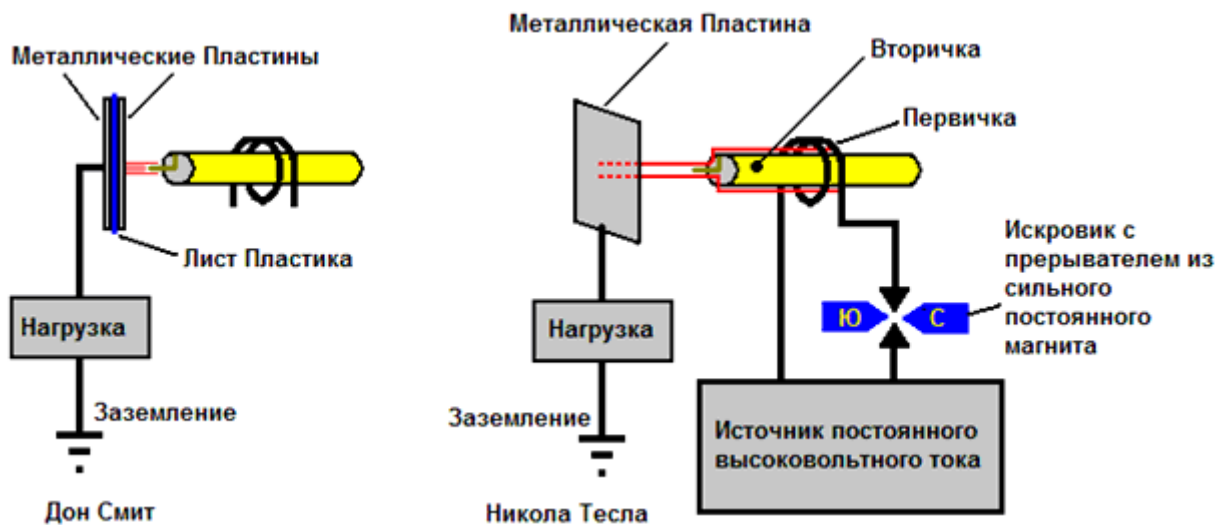 Металлические Пластины
Лист Пластика
Нагрузка
Заземление
Дон Смит
Металлическая Пластина
Вторичка
Первичка
Искровик с
прерывателем из
сильного
постоянного
магнита
Ю
С
Нагрузка
Заземление
Источник постоянного
высоковольтного тока
Никола Тесла